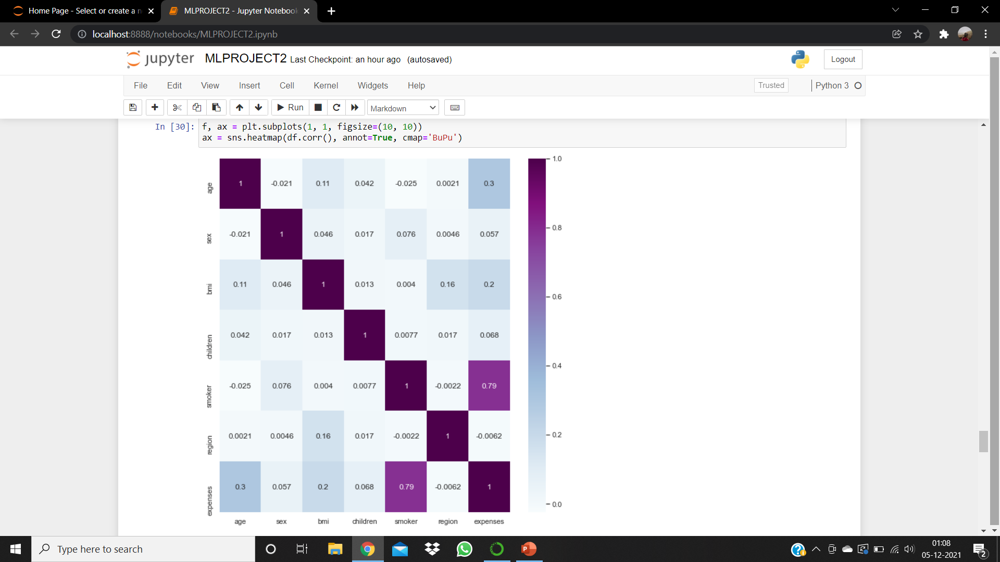 Home Page - Select or create a n
MLPROJECT2 - Jupyter Notebook
localhost:8888/notebooks/MLPROJECT2.ipynb
jupyter MLPROJECT2 Last Checkpoint: an hour ago (autosaved)
Logout
File Edit View Insert Cell Kernel Widgets Help
Trusted
Python 3
Run
Markdown
In [30]: f, ax = plt.subplots(1, 1, figsize=(10, 10))
ax = sns.heatmap(df.corr(), annot=True, cmap='BuPu')
age 1 -0.021 0.11 0.042 -0.025 0.0021 0.3
sex -0.021 1 0.046 0.017 0.076 0.0046 0.057
bmi 0.11 0.046 1 0.013 0.004 0.16 0.2
children 0.042 0.017 0.013 1 0.0077 0.017 0.068
smoker -0.025 0.076 0.004 0.0077 1 -0.0022 0.79
region 0.0021 0.0046 0.16 0.017 -0.0022 1 -0.0062
expenses 0.3 0.057 0.2 0.068 0.79 -0.0062 1
age sex bmi children smoker region expenses
1.0
0.8
0.6
0.4
0.2
0.0
Type here to search
P
?
01:08
05-12-2021
2